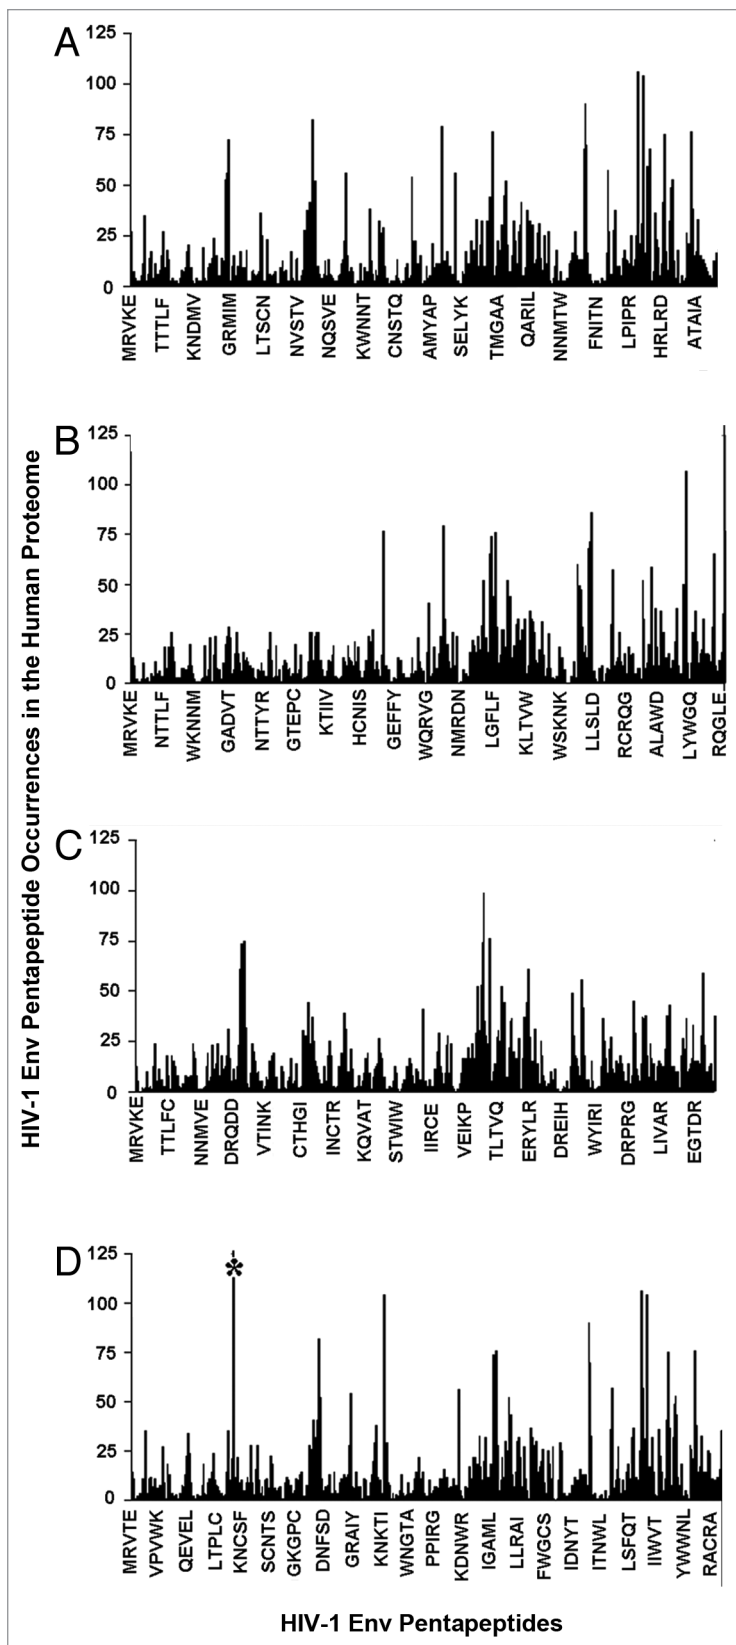 HIV-1 Env Pentapeptide Occurrences in the Human Proteome
A
125
100
75
50
25
0
MRVKE
TTTLF
KNDMV
GRMIM
LTSCN
NVSTV
NQSVE
KWNNT
CNSTQ
AMYAP
SELYK
TMGAA
QARIL
NNMTW
FNITN
LPIPR
HRLRD
ATAIA
B
125
100
75
50
25
0
MRVKE
NTTLF
WKNNM
GADVT
NTTYR
GTEPC
KTIIV
HCNIS
GEFFY
WQRVG
NMRDN
LGFLF
KLTVW
WSKNK
LLSLD
RCRQG
ALAWD
LYWGQ
RQGLE
C
125
100
75
50
25
0
MRVKE
TTLFC
NNMVE
DRQDD
VTINK
CTHGI
INCTR
KQVAT
STWIW
IIRCE
VEIKP
TLTVQ
ERYLR
DREIH
WYIRI
DRPRG
LIVAR
EGTDR
D
125
100
75
50
25
0
*
MRVTE
VPVWK
QEVEL
LTPLC
KNCSF
SCNTS
GKGPC
DNFSD
GRAIY
KNKTI
WNGTA
PPIRG
KDNWR
IGAML
LLRAI
FWGCS
IDNYT
ITNWL
LSFQT
IIWVT
YWWNL
RACRA
HIV-1 Env Pentapeptides